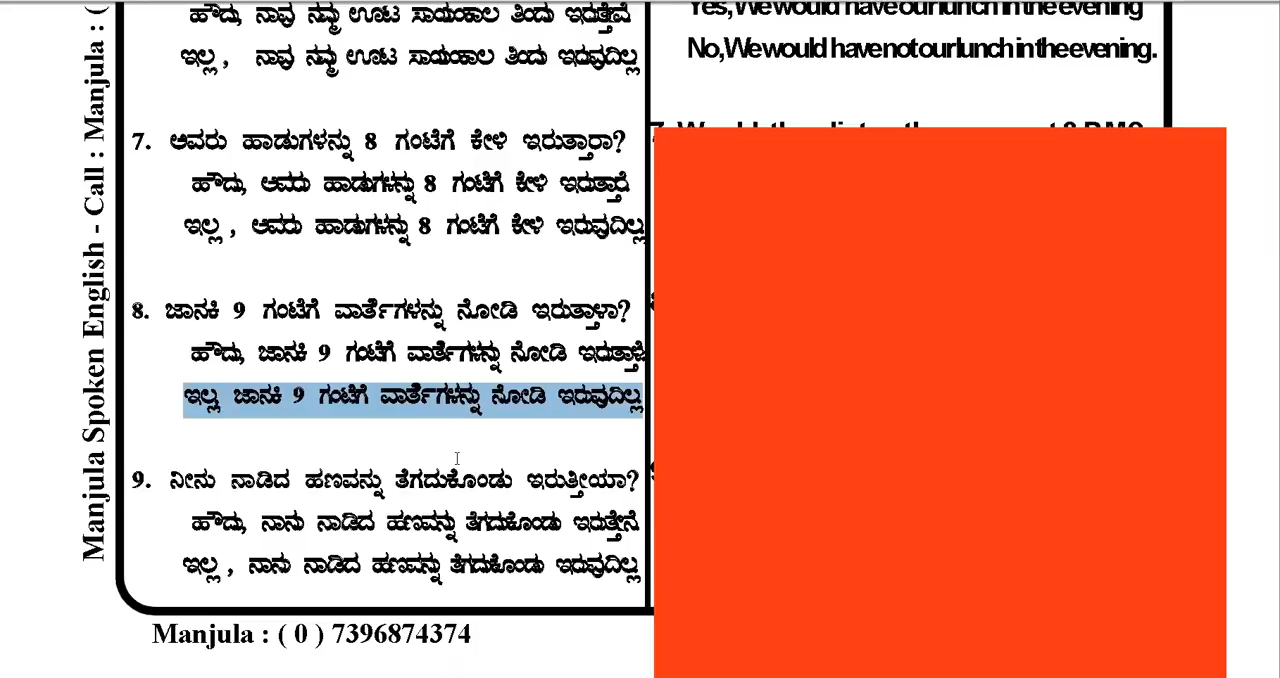 ಹೌದು, ನಾವು ನಮ್ಮ ಊಟ ಸಾಯಂಕಾಲ ತಿಂದು ಇರುತ್ತೇವೆ
ಇಲ್ಲ , ನಾವು ನಮ್ಮ ಊಟ ಸಾಯಂಕಾಲ ತಿಂದು ಇರುವುದಿಲ್ಲ
7. ಅವರು ಹಾಡುಗಳನ್ನು 8 ಗಂಟೆಗೆ ಕೇಳಿ ಇರುತ್ತಾರಾ?
ಹೌದು, ಅವರು ಹಾಡುಗಳನ್ನು 8 ಗಂಟೆಗೆ ಕೇಳಿ ಇರುತ್ತಾರೆ
ಇಲ್ಲ , ಅವರು ಹಾಡುಗಳನ್ನು 8 ಗಂಟೆಗೆ ಕೇಳಿ ಇರುವುದಿಲ್ಲ
8. ಜಾನಕಿ 9 ಗಂಟೆಗೆ ವಾರ್ತೆಗಳನ್ನು ನೋಡಿ ಇರುತ್ತಾಳಾ?
ಹೌದು, ಜಾನಕಿ 9 ಗಂಟೆಗೆ ವಾರ್ತೆಗಳನ್ನು ನೋಡಿ ಇರುತ್ತಾಳೆ
ಇಲ್ಲ, ಜಾನಕಿ 9 ಗಂಟೆಗೆ ವಾರ್ತೆಗಳನ್ನು ನೋಡಿ ಇರುವುದಿಲ್ಲ
9. ನೀನು ನಾಡಿದ ಹಣವನ್ನು ತೆಗದುಕೊಂಡು ಇರುತ್ತೀಯಾ?
ಹೌದು, ನಾನು ನಾಡಿದ ಹಣವನ್ನು ತೆಗದುಕೊಂಡು ಇರುತ್ತೇನೆ
ಇಲ್ಲ , ನಾನು ನಾಡಿದ ಹಣವನ್ನು ತೆಗದುಕೊಂಡು ಇರುವುದಿಲ್ಲ
Yes,We would have our lunch in the evening
No,We would have not our lunch in the evening.
Manjula Spoken English - Call : Manjula : (
Manjula : ( 0 ) 7396874374